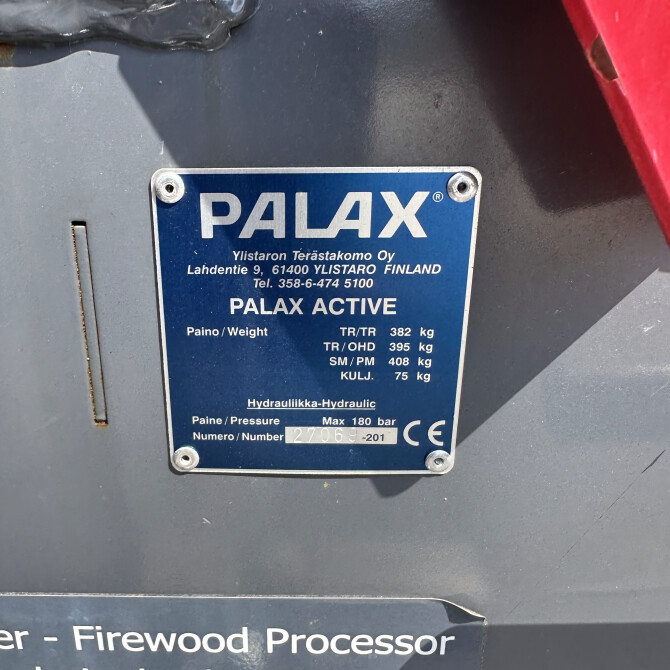 PALAX®
Ylistaron Terästakomo Oy
Lahdentie 9, 61400 YLISTARO FINLAND
Tel. 358-6-474 5100
PALAX ACTIVE
Paino/Weight TR/TR 382 kg
TR/OHD 395 kg
SM/PM 408 kg
KULJ. 75 kg
Hydrauliikka-Hydraulic
Paine/Pressure Max 180 bar
Numero/Number -201 CE
er - Firewood Processor